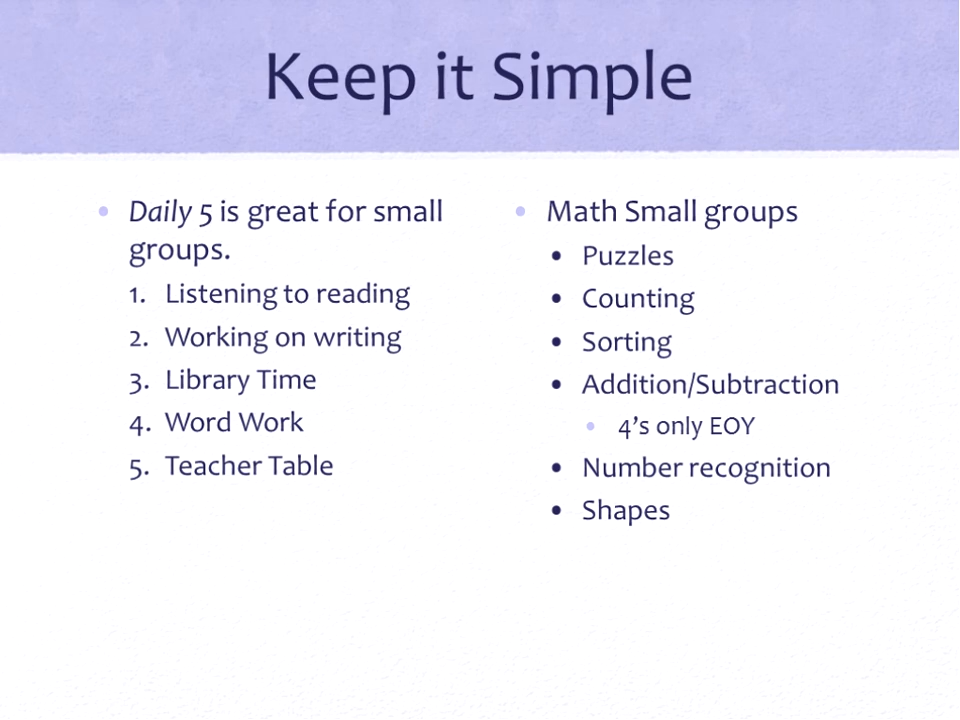 Keep it Simple
• Daily 5 is great for small
groups.
1. Listening to reading
2. Working on writing
3. Library Time
4. Word Work
5. Teacher Table
• Math Small groups
• Puzzles
• Counting
• Sorting
• Addition/Subtraction
• 4’s only EOY
• Number recognition
• Shapes